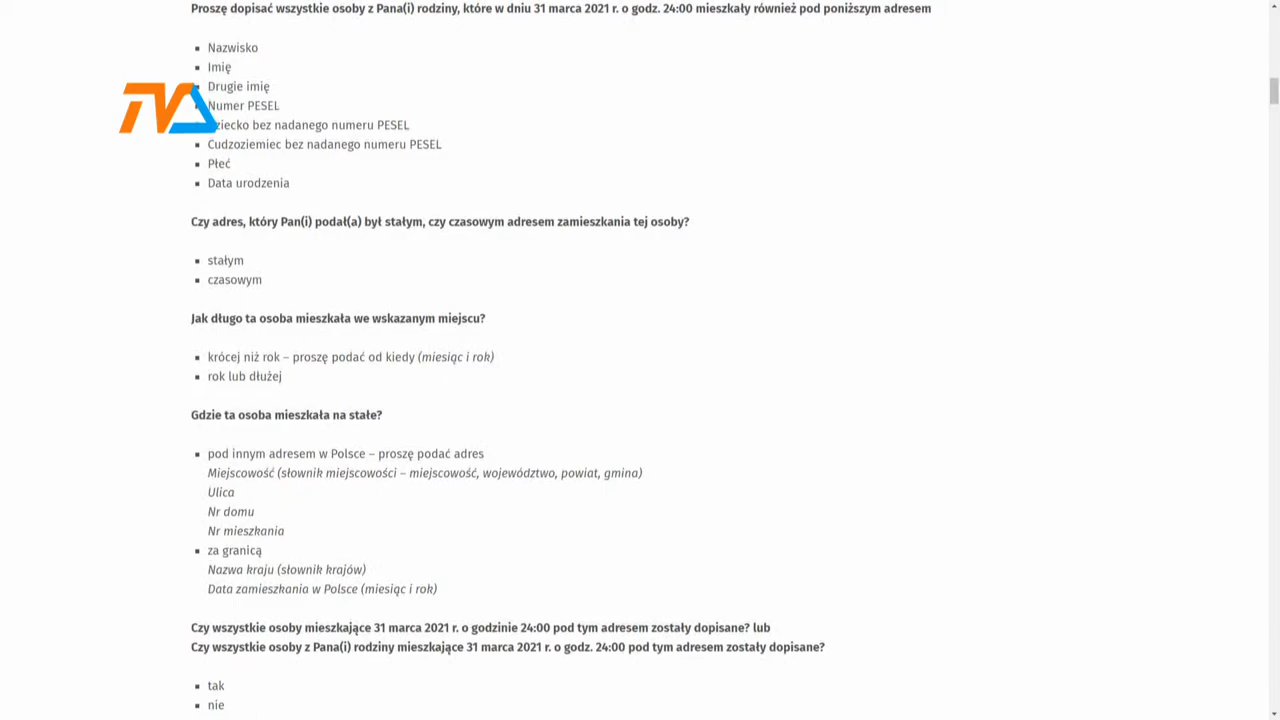 Proszę dopisać wszystkie osoby z Pana(i) rodziny, które w dniu 31 marca 2021 r. o godz. 24:00 mieszkały również pod poniższym adresem
Nazwisko
Imię
Drugie imię
TVA
Numer PESEL
ziecko bez nadanego numeru PESEL
Cudzoziemiec bez nadanego numeru PESEL
Płeć
Data urodzenia
Czy adres, który Pan(i) podał(a) był stałym, czy czasowym adresem zamieszkania tej osoby?
stałym
czasowym
Jak długo ta osoba mieszkała we wskazanym miejscu?
krócej niż rok – proszę podać od kiedy (miesiąc i rok)
rok lub dłużej
Gdzie ta osoba mieszkała na stałe?
pod innym adresem w Polsce – proszę podać adres
Miejscowość (słownik miejscowości – miejscowość, województwo, powiat, gmina)
Ulica
Nr domu
Nr mieszkania
za granicą
Nazwa kraju (słownik krajów)
Data zamieszkania w Polsce (miesiąc i rok)
Czy wszystkie osoby mieszkające 31 marca 2021 r. o godzinie 24:00 pod tym adresem zostały dopisane? lub
Czy wszystkie osoby z Pana(i) rodziny mieszkające 31 marca 2021 r. o godz. 24:00 pod tym adresem zostały dopisane?
tak
nie